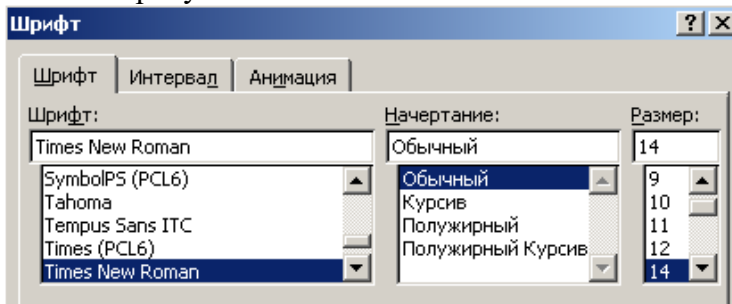 Шрифт
Шрифт Интервал Анимация
Шрифт: Начертание: Размер:
Times New Roman Обычный 14
SymbolPS (PCL6) Обычный 9
Tahoma Курсив 10
Tempus Sans ITC Полужирный 11
Times (PCL6) Полужирный Курсив 12
Times New Roman 14